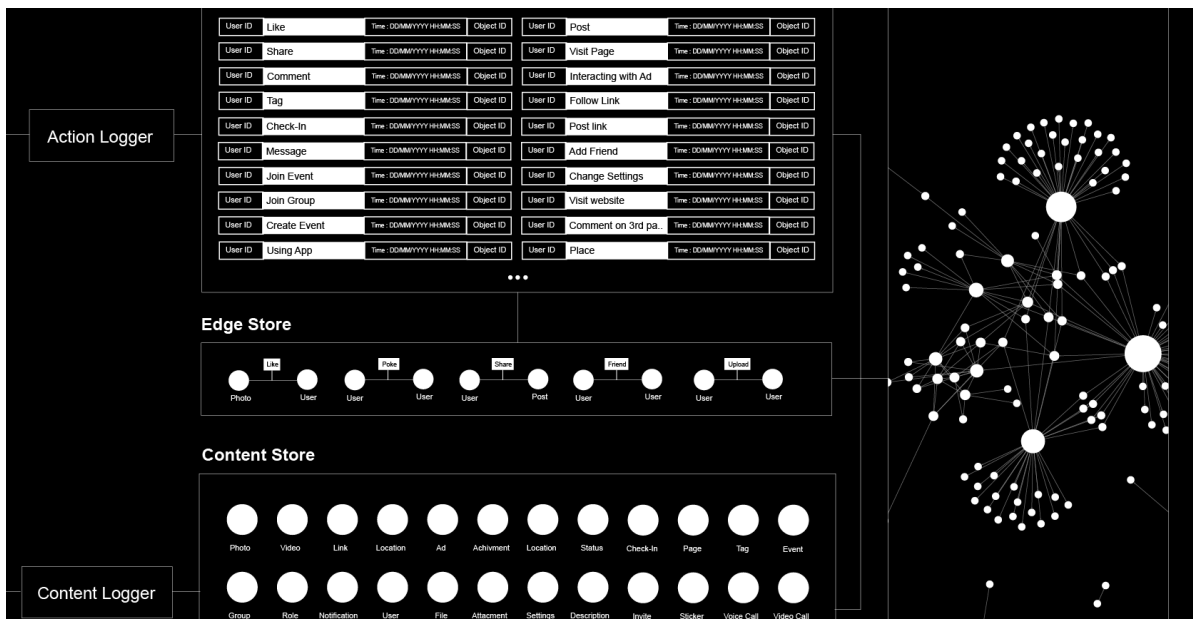 User ID Like Time : DD/MM/YYYY HH:MM:SS Object ID User ID Post Time : DD/MM/YYYY HH:MM:SS Object ID
User ID Share Time : DD/MM/YYYY HH:MM:SS Object ID User ID Visit Page Time : DD/MM/YYYY HH:MM:SS Object ID
User ID Comment Time : DD/MM/YYYY HH:MM:SS Object ID User ID Interacting with Ad Time : DD/MM/YYYY HH:MM:SS Object ID
User ID Tag Time : DD/MM/YYYY HH:MM:SS Object ID User ID Follow Link Time : DD/MM/YYYY HH:MM:SS Object ID
User ID Check-In Time : DD/MM/YYYY HH:MM:SS Object ID User ID Post link Time : DD/MM/YYYY HH:MM:SS Object ID
Action Logger
User ID Message Time : DD/MM/YYYY HH:MM:SS Object ID User ID Add Friend Time : DD/MM/YYYY HH:MM:SS Object ID
User ID Join Event Time : DD/MM/YYYY HH:MM:SS Object ID User ID Change Settings Time : DD/MM/YYYY HH:MM:SS Object ID
User ID Join Group Time : DD/MM/YYYY HH:MM:SS Object ID User ID Visit website Time : DD/MM/YYYY HH:MM:SS Object ID
User ID Create Event Time : DD/MM/YYYY HH:MM:SS Object ID User ID Comment on 3rd pa.. Time : DD/MM/YYYY HH:MM:SS Object ID
User ID Using App Time : DD/MM/YYYY HH:MM:SS Object ID User ID Place Time : DD/MM/YYYY HH:MM:SS Object ID
Edge Store
Like Poke Share Friend Upload
Photo User User User User Post User User User User
Content Store
Photo Video Link Location Ad Achivment Location Status Check-In Page Tag Event
Content Logger
Group Role Notification User File Attacment Settings Description Invite Sticker Voice Call Video Call